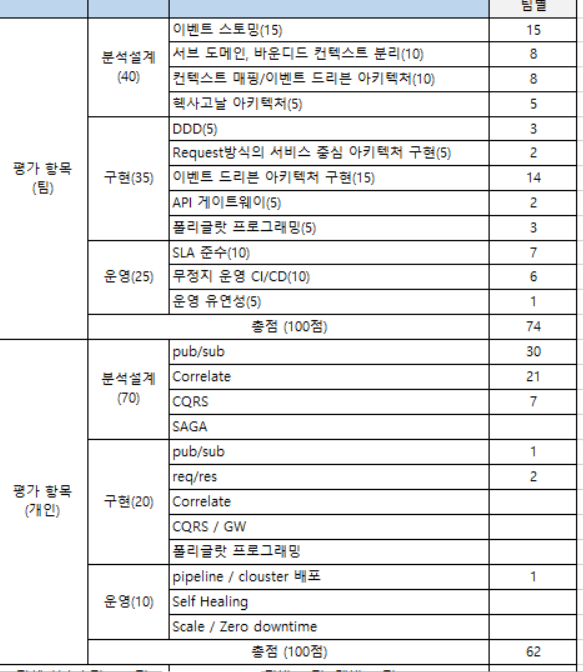 팀별
평가 항목
(팀)
분석설계
(40)
이벤트 스토밍(15) 15
서브 도메인, 바운디드 컨텍스트 분리(10) 8
컨텍스트 매핑/이벤트 드리븐 아키텍처(10) 8
헥사고날 아키텍처(5) 5
구현(35)
DDD(5) 3
Request방식의 서비스 중심 아키텍처 구현(5) 2
이벤트 드리븐 아키텍처 구현(15) 14
API 게이트웨이(5) 2
폴리글랏 프로그래밍(5) 3
운영(25)
SLA 준수(10) 7
무정지 운영 CI/CD(10) 6
운영 유연성(5) 1
총점 (100점) 74
평가 항목
(개인)
분석설계
(70)
pub/sub 30
Correlate 21
CQRS 7
SAGA
구현(20)
pub/sub 1
req/res 2
Correlate
CQRS / GW
폴리글랏 프로그래밍
운영(10)
pipeline / clouster 배포 1
Self Healing
Scale / Zero downtime
총점 (100점) 62